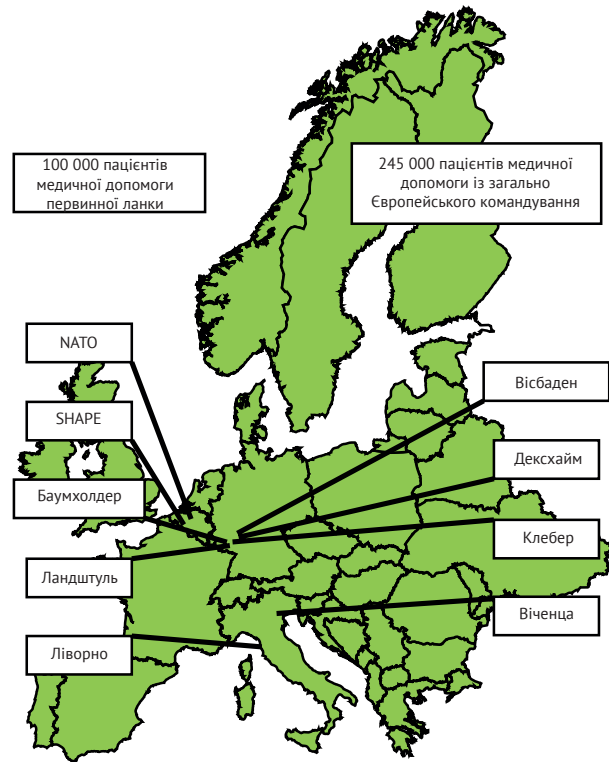 100 000 пацієнтів
медичної допомоги
первинної ланки
245 000 пацієнтів медичної
допомоги із загально
Європейського командування
NATO
SHAPE
Баумхолдер
Ландштуль
Ліворно
Вісбаден
Дексхайм
Клебер
Віченца